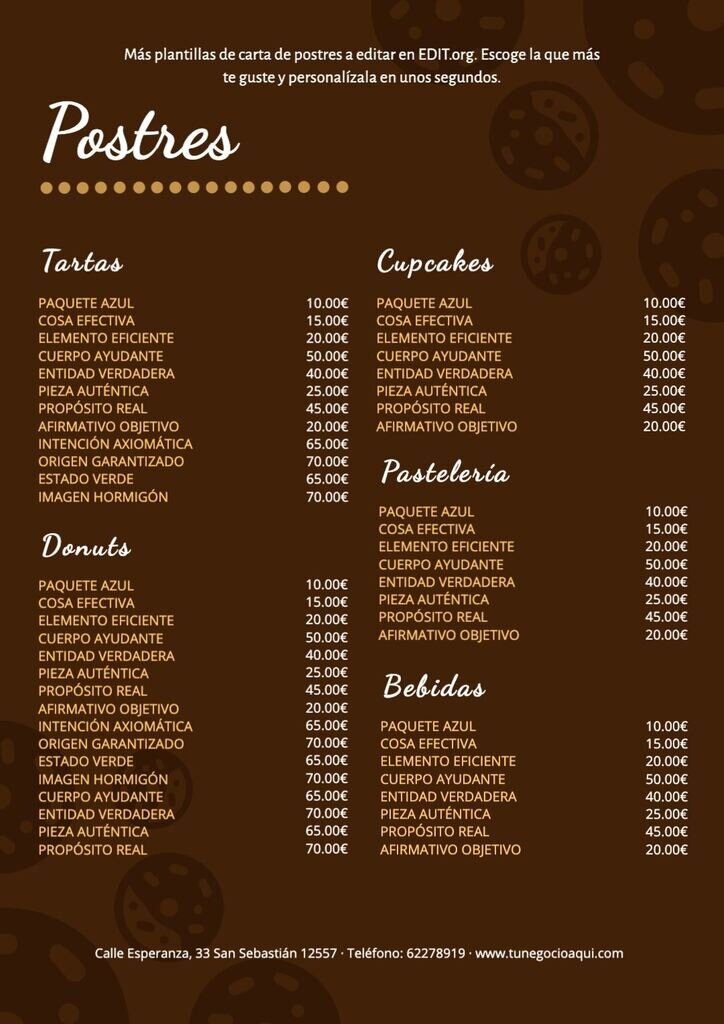 Más plantillas de carta de postres a editar en EDIT.org. Escoge la que más
te guste y personalízala en unos segundos.
Postres
Tartas
PAQUETE AZUL 10.00€
COSA EFECTIVA 15.00€
ELEMENTO EFICIENTE 20.00€
CUERPO AYUDANTE 50.00€
ENTIDAD VERDADERA 40.00€
PIEZA AUTÉNTICA 25.00€
PROPÓSITO REAL 45.00€
AFIRMATIVO OBJETIVO 20.00€
INTENCIÓN AXIOMÁTICA 65.00€
ORIGEN GARANTIZADO 70.00€
ESTADO VERDE 65.00€
IMAGEN HORMIGÓN 70.00€
Donuts
PAQUETE AZUL 10.00€
COSA EFECTIVA 15.00€
ELEMENTO EFICIENTE 20.00€
CUERPO AYUDANTE 50.00€
ENTIDAD VERDADERA 40.00€
PIEZA AUTÉNTICA 25.00€
PROPÓSITO REAL 45.00€
AFIRMATIVO OBJETIVO 20.00€
INTENCIÓN AXIOMÁTICA 65.00€
ORIGEN GARANTIZADO 70.00€
ESTADO VERDE 65.00€
IMAGEN HORMIGÓN 70.00€
CUERPO AYUDANTE 65.00€
ENTIDAD VERDADERA 70.00€
PIEZA AUTÉNTICA 65.00€
PROPÓSITO REAL 70.00€
Cupcakes
PAQUETE AZUL 10.00€
COSA EFECTIVA 15.00€
ELEMENTO EFICIENTE 20.00€
CUERPO AYUDANTE 50.00€
ENTIDAD VERDADERA 40.00€
PIEZA AUTÉNTICA 25.00€
PROPÓSITO REAL 45.00€
AFIRMATIVO OBJETIVO 20.00€
Pastelería
PAQUETE AZUL 10.00€
COSA EFECTIVA 15.00€
ELEMENTO EFICIENTE 20.00€
CUERPO AYUDANTE 50.00€
ENTIDAD VERDADERA 40.00€
PIEZA AUTÉNTICA 25.00€
PROPÓSITO REAL 45.00€
AFIRMATIVO OBJETIVO 20.00€
Bebidas
PAQUETE AZUL 10.00€
COSA EFECTIVA 15.00€
ELEMENTO EFICIENTE 20.00€
CUERPO AYUDANTE 50.00€
ENTIDAD VERDADERA 40.00€
PIEZA AUTÉNTICA 25.00€
PROPÓSITO REAL 45.00€
AFIRMATIVO OBJETIVO 20.00€
Calle Esperanza, 33 San Sebastián 12557 · Teléfono: 62278919 · www.tunegocioaqui.com